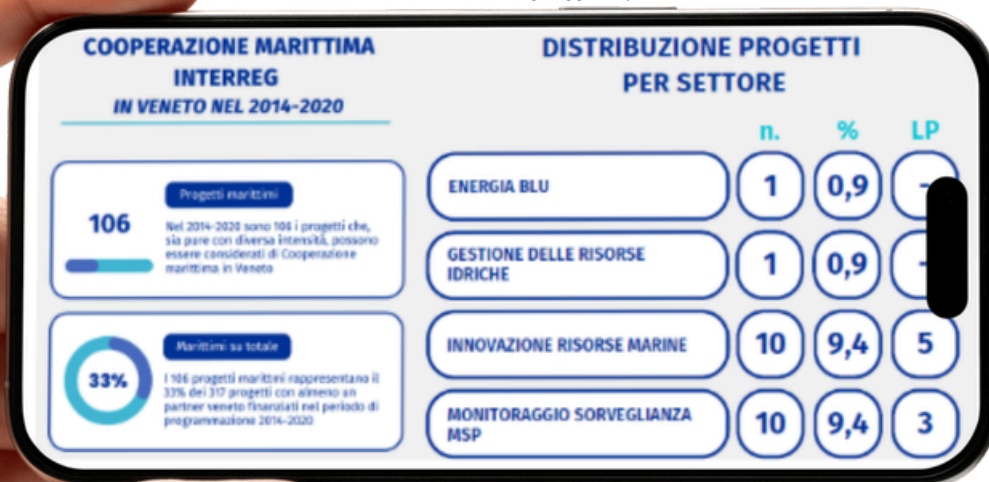 COOPERAZIONE MARITTIMA
INTERREG
IN VENETO NEL 2014-2020
Progetti marittimi
106
Nel 2014-2020 sono 106 i progetti che,
sia pure con diversa intensità, possono
essere considerati di Cooperazione
marittima in Veneto
Marittimi su totale
33%
I 106 progetti marittimi rappresentano il
33% dei 317 progetti con almeno un
partner veneto finanziati nel periodo di
programmazione 2014-2020
DISTRIBUZIONE PROGETTI
PER SETTORE
n. % LP
ENERGIA BLU 1 0,9 -
GESTIONE DELLE RISORSE
IDRICHE 1 0,9 -
INNOVAZIONE RISORSE MARINE 10 9,4 5
MONITORAGGIO SORVEGLIANZA
MSP 10 9,4 3